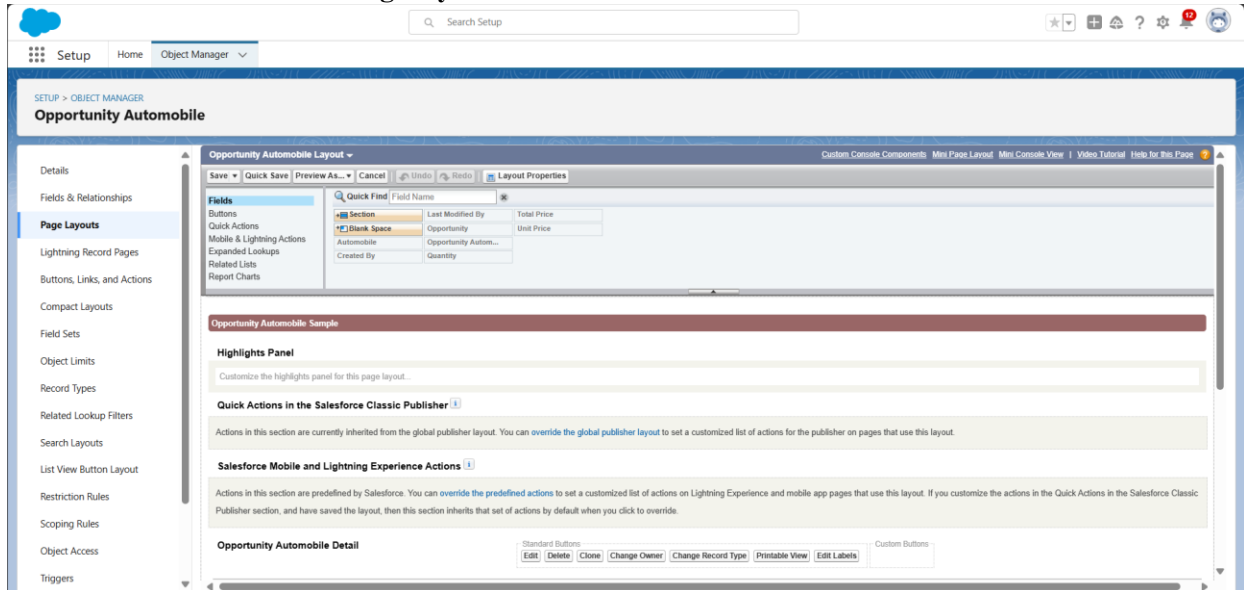 Search Setup
12
Setup
Home
Object Manager
SETUP > OBJECT MANAGER
Opportunity Automobile
Details
Fields & Relationships
Page Layouts
Lightning Record Pages
Buttons, Links, and Actions
Compact Layouts
Field Sets
Object Limits
Record Types
Related Lookup Filters
Search Layouts
List View Button Layout
Restriction Rules
Scoping Rules
Object Access
Triggers
Opportunity Automobile Layout
Custom Console Components Mini Page Layout Mini Console View | Video Tutorial Help for this Page
Save Quick Save Preview As... Cancel Undo Redo Layout Properties
Fields
Buttons
Quick Actions
Mobile & Lightning Actions
Expanded Lookups
Related Lists
Report Charts
Quick Find Field Name
Section Last Modified By Total Price
Blank Space Opportunity Unit Price
Automobile Opportunity Autom...
Created By Quantity
Opportunity Automobile Sample
Highlights Panel
Customize the highlights panel for this page layout...
Quick Actions in the Salesforce Classic Publisher
Actions in this section are currently inherited from the global publisher layout. You can override the global publisher layout to set a customized list of actions for the publisher on pages that use this layout.
Salesforce Mobile and Lightning Experience Actions
Actions in this section are predefined by Salesforce. You can override the predefined actions to set a customized list of actions on Lightning Experience and mobile app pages that use this layout. If you customize the actions in the Quick Actions in the Salesforce Classic
Publisher section, and have saved the layout, then this section inherits that set of actions by default when you click to override.
Opportunity Automobile Detail
Standard Buttons
Edit Delete Clone Change Owner Change Record Type Printable View Edit Labels
Custom Buttons